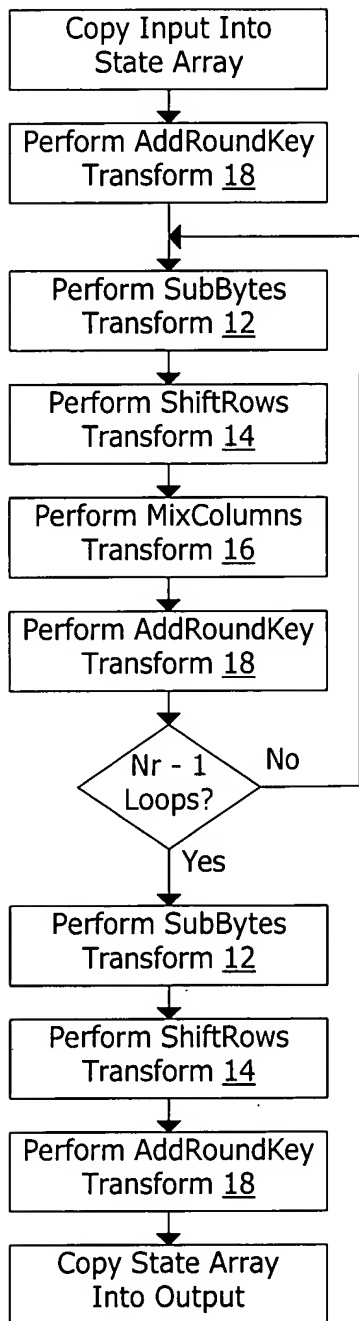 Copy Input Into
State Array
Perform AddRoundKey
Transform 18
Perform SubBytes
Transform 12
Perform ShiftRows
Transform 14
Perform MixColumns
Transform 16
Perform AddRoundKey
Transform 18
Nr - 1
Loops?
No
Yes
Perform SubBytes
Transform 12
Perform ShiftRows
Transform 14
Perform AddRoundKey
Transform 18
Copy State Array
Into Output